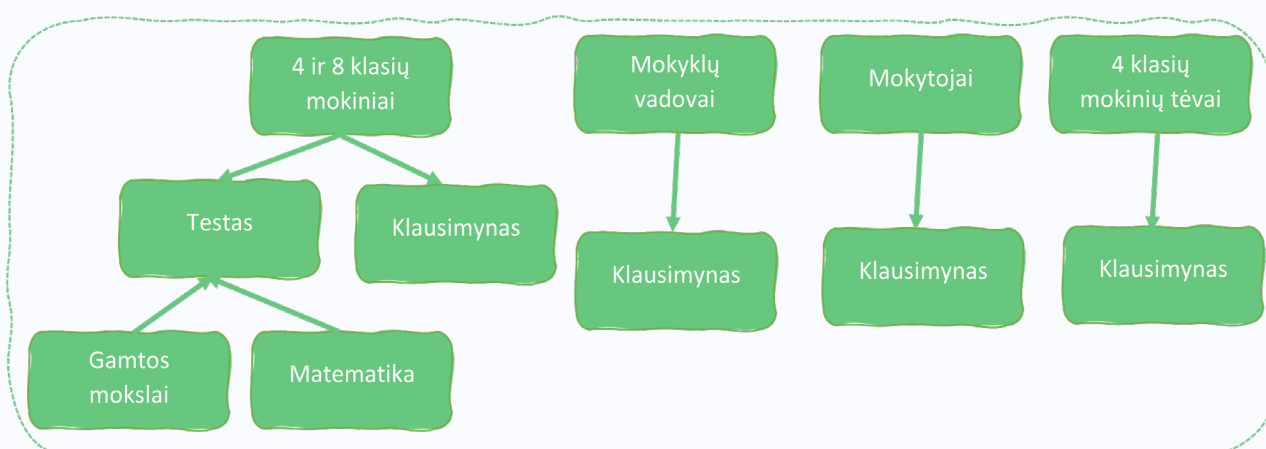 4 ir 8 klasių
mokiniai
Mokyklų
vadovai
Mokytojai
4 klasių
mokinių tėvai
Testas
Klausimynas
Klausimynas
Klausimynas
Klausimynas
Gamtos
mokslai
Matematika